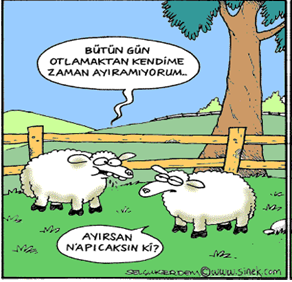 BÜTÜN GÜN
OTLAMAKTAN KENDİME
ZAMAN AYIRAMIYORUM..
AYIRSAN
N'APICAKSIN Kİ?
SELÇUK ERDEM ©www.sinek.com